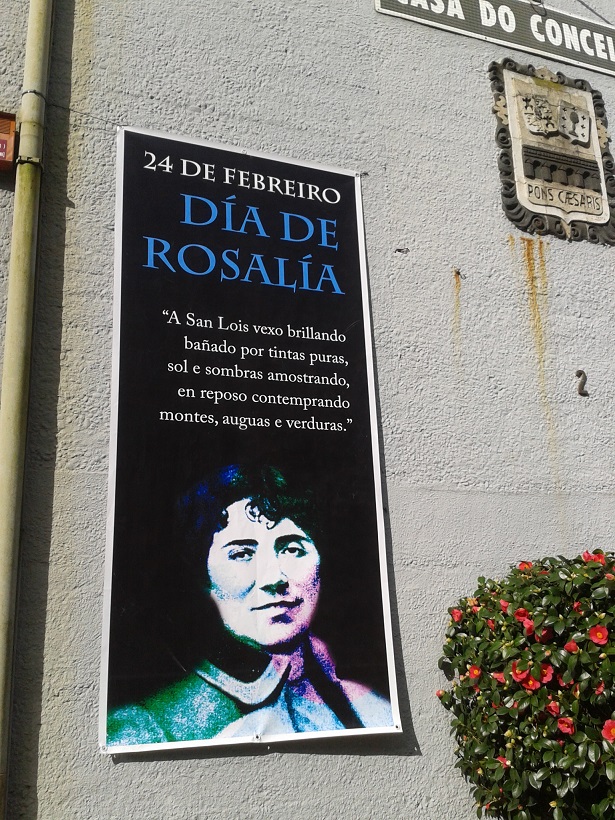 CASA DO CONCEL
PONS CÆSARIS
24 DE FEBREIRO
DÍA DE
ROSALÍA
“A San Lois vexo brillando
bañado por tintas puras,
sol e sombras amostrando,
en reposo contemprando
montes, auguas e verduras.”